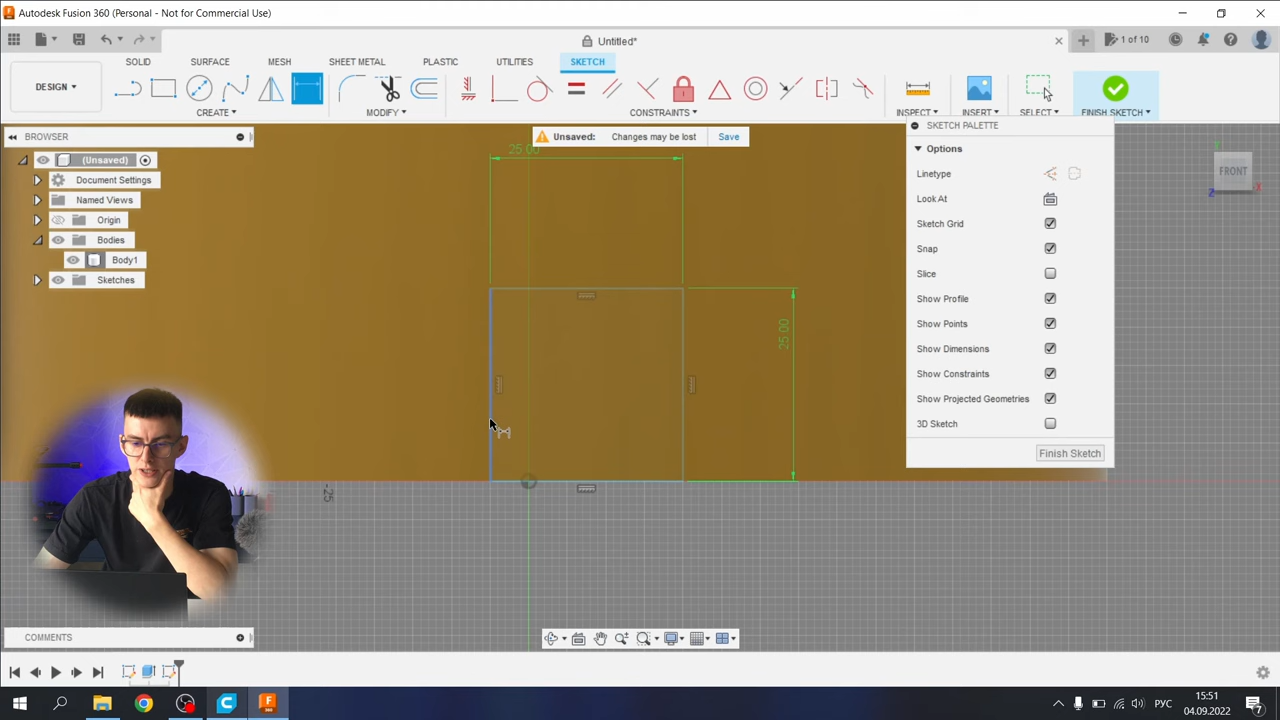 Autodesk Fusion 360 (Personal - Not for Commercial Use)
Untitled*
1 of 10
DESIGN
SOLID
SURFACE
MESH
SHEET METAL
PLASTIC
UTILITIES
SKETCH
CREATE
MODIFY
CONSTRAINTS
INSPECT
INSERT
SELECT
FINISH SKETCH
BROWSER
(Unsaved)
Document Settings
Named Views
Origin
Bodies
Body1
Sketches
Unsaved: Changes may be lost
Save
SKETCH PALETTE
Options
Linetype
Look At
Sketch Grid
Snap
Slice
Show Profile
Show Points
Show Dimensions
Show Constraints
Show Projected Geometries
3D Sketch
Finish Sketch
FRONT
Y
X
Z
25.00
25.00
-25
COMMENTS
РУС
15:51
04.09.2022
7